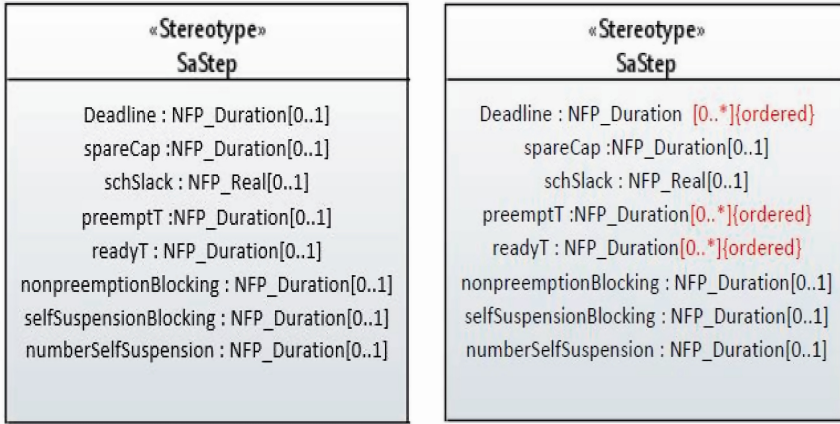 «Stereotype»
SaStep
Deadline : NFP_Duration[0..1]
spareCap :NFP_Duration[0..1]
schSlack : NFP_Real[0..1]
preemptT :NFP_Duration[0..1]
readyT : NFP_Duration[0..1]
nonpreemptionBlocking : NFP_Duration[0..1]
selfSuspensionBlocking : NFP_Duration[0..1]
numberSelfSuspension : NFP_Duration[0..1]
«Stereotype»
SaStep
Deadline : NFP_Duration [0..*]{ordered}
spareCap :NFP_Duration[0..1]
schSlack : NFP_Real[0..1]
preemptT :NFP_Duration[0..*]{ordered}
readyT : NFP_Duration[0..*]{ordered}
nonpreemptionBlocking : NFP_Duration[0..1]
selfSuspensionBlocking : NFP_Duration[0..1]
numberSelfSuspension : NFP_Duration[0..1]